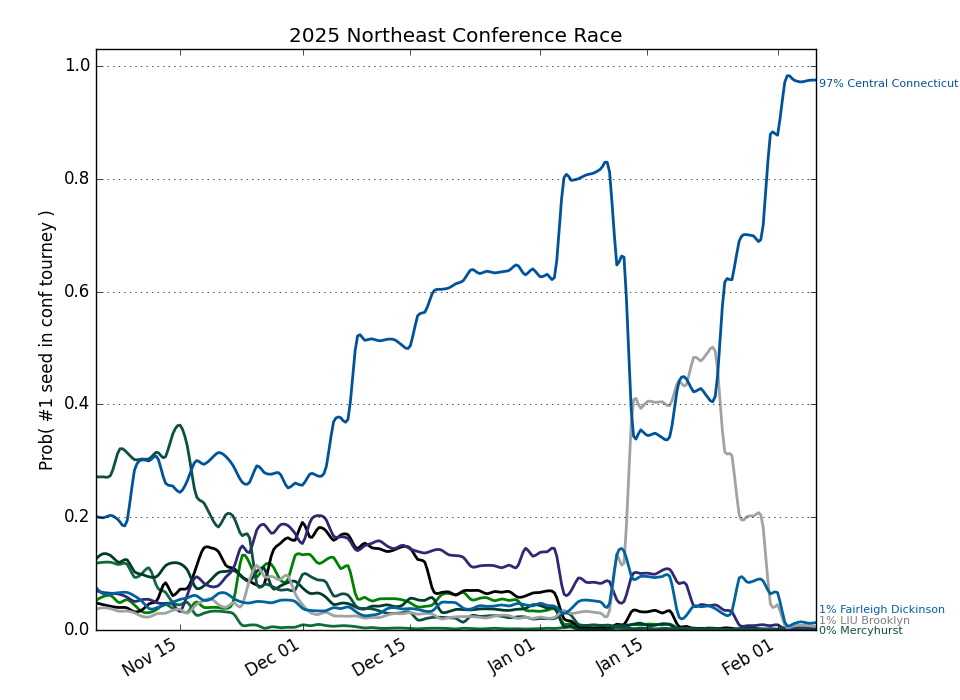 2025 Northeast Conference Race
Prob( #1 seed in conf tourney )
1.0
0.8
0.6
0.4
0.2
0.0
Nov 15
Dec 01
Dec 15
Jan 01
Jan 15
Feb 01
97% Central Connecticut
1% Fairleigh Dickinson
1% LIU Brooklyn
0% Mercyhurst